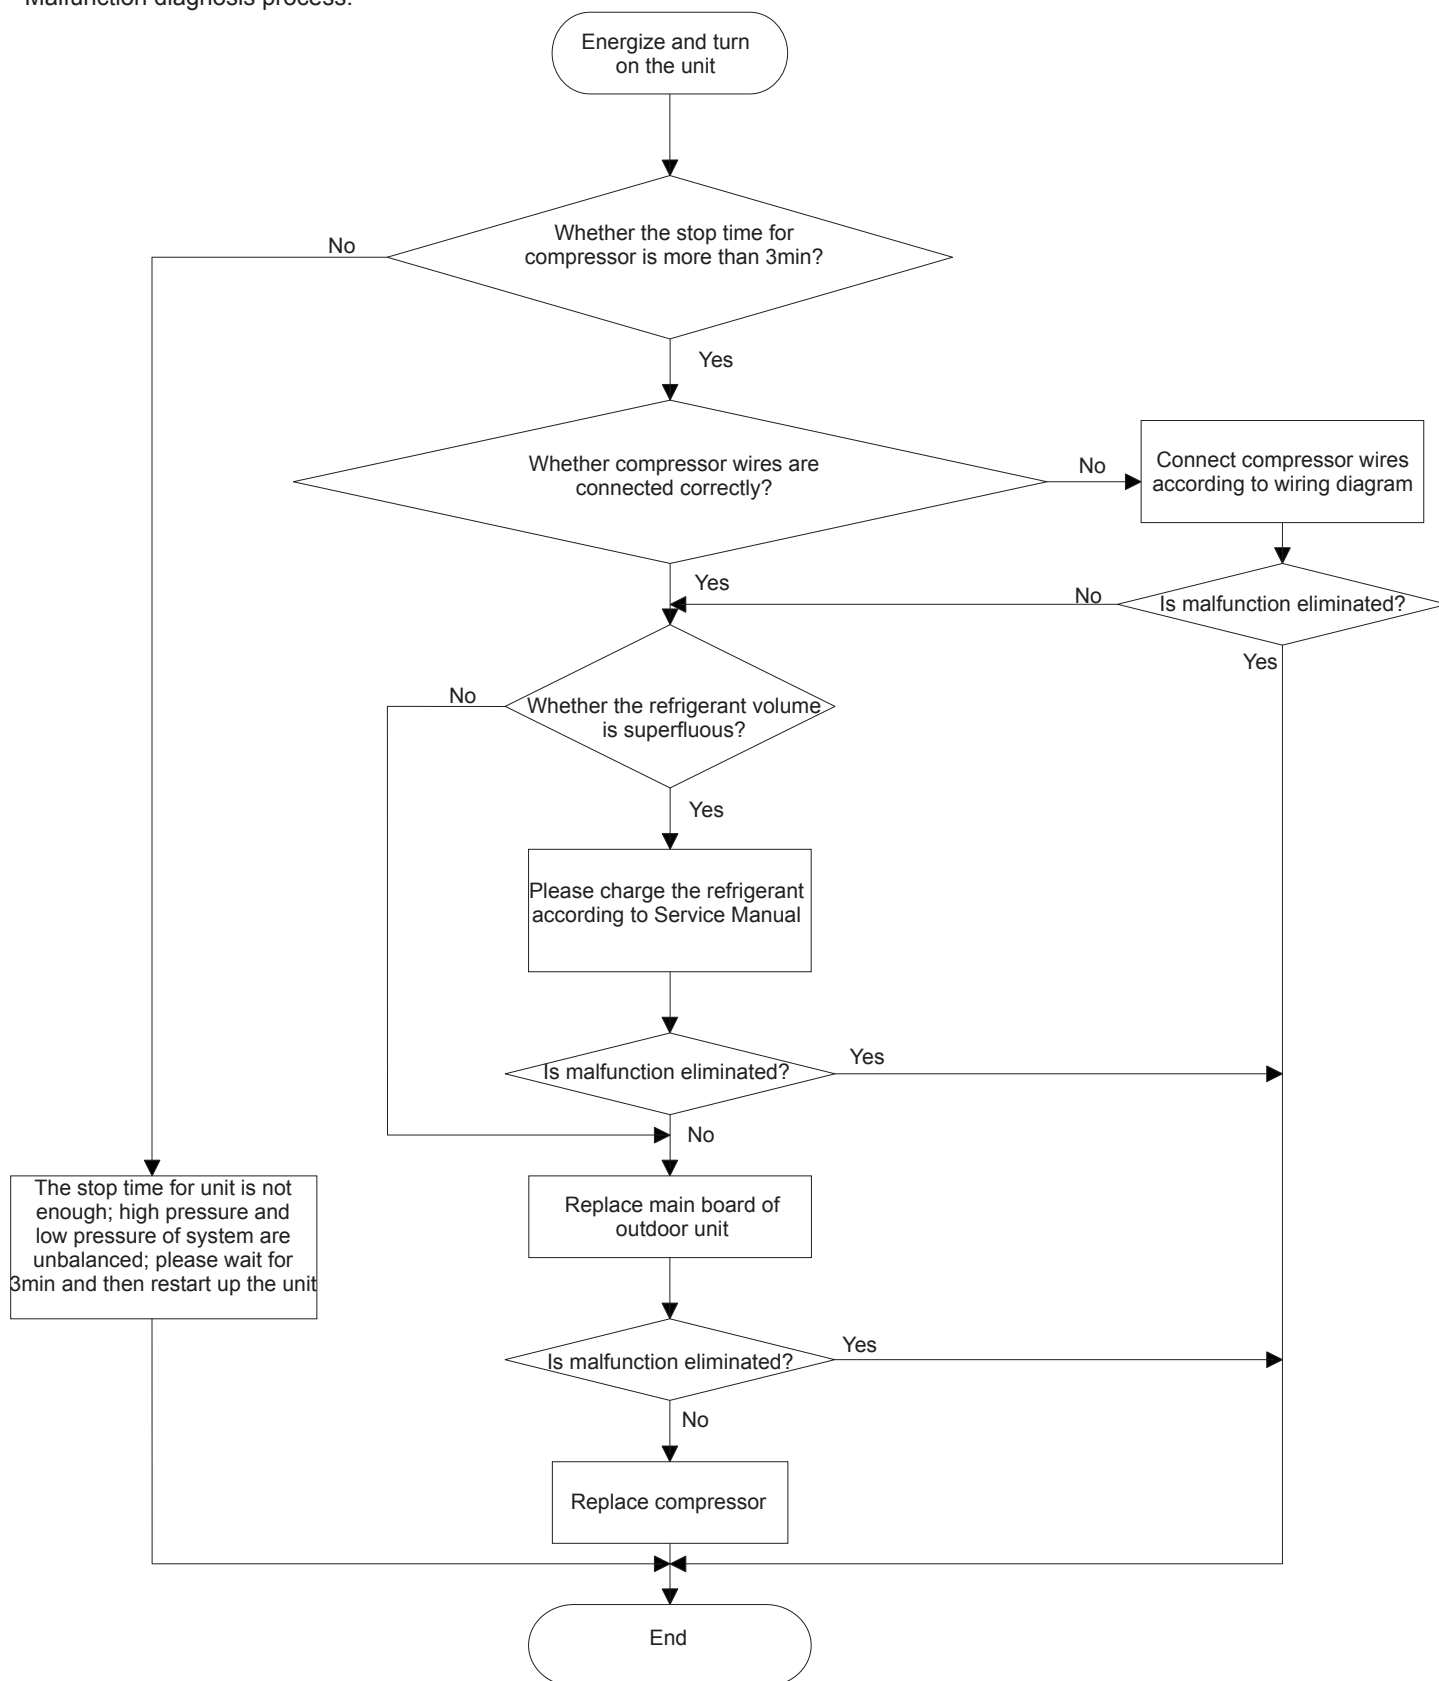 Malfunction diagnosis process:
Energize and turn
on the unit
Whether the stop time for
compressor is more than 3min?
No
Yes
Whether compressor wires are
connected correctly?
No
Connect compressor wires
according to wiring diagram
Yes
No
Is malfunction eliminated?
Yes
No
Whether the refrigerant volume
is superfluous?
Yes
Please charge the refrigerant
according to Service Manual
Is malfunction eliminated?
Yes
No
The stop time for unit is not
enough; high pressure and
low pressure of system are
unbalanced; please wait for
3min and then restart up the unit
Replace main board of
outdoor unit
Is malfunction eliminated?
Yes
No
Replace compressor
End